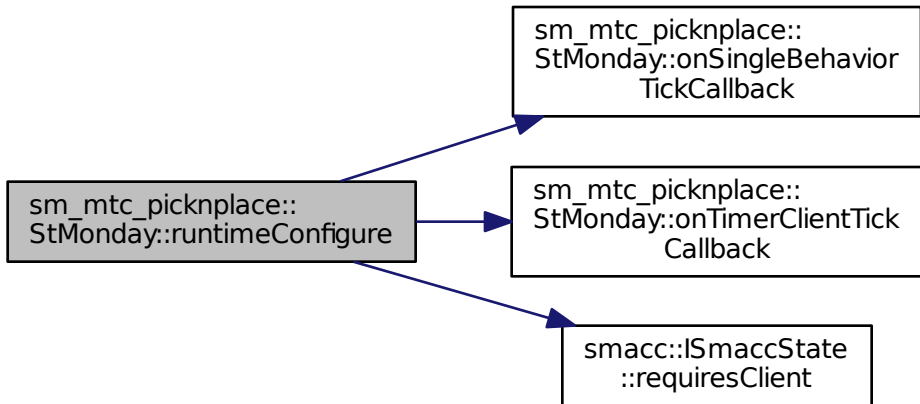 sm_mtc_picknplace::
StMonday::onSingleBehavior
TickCallback
sm_mtc_picknplace::
StMonday::runtimeConfigure
sm_mtc_picknplace::
StMonday::onTimerClientTick
Callback
smacc::ISmaccState
::requiresClient